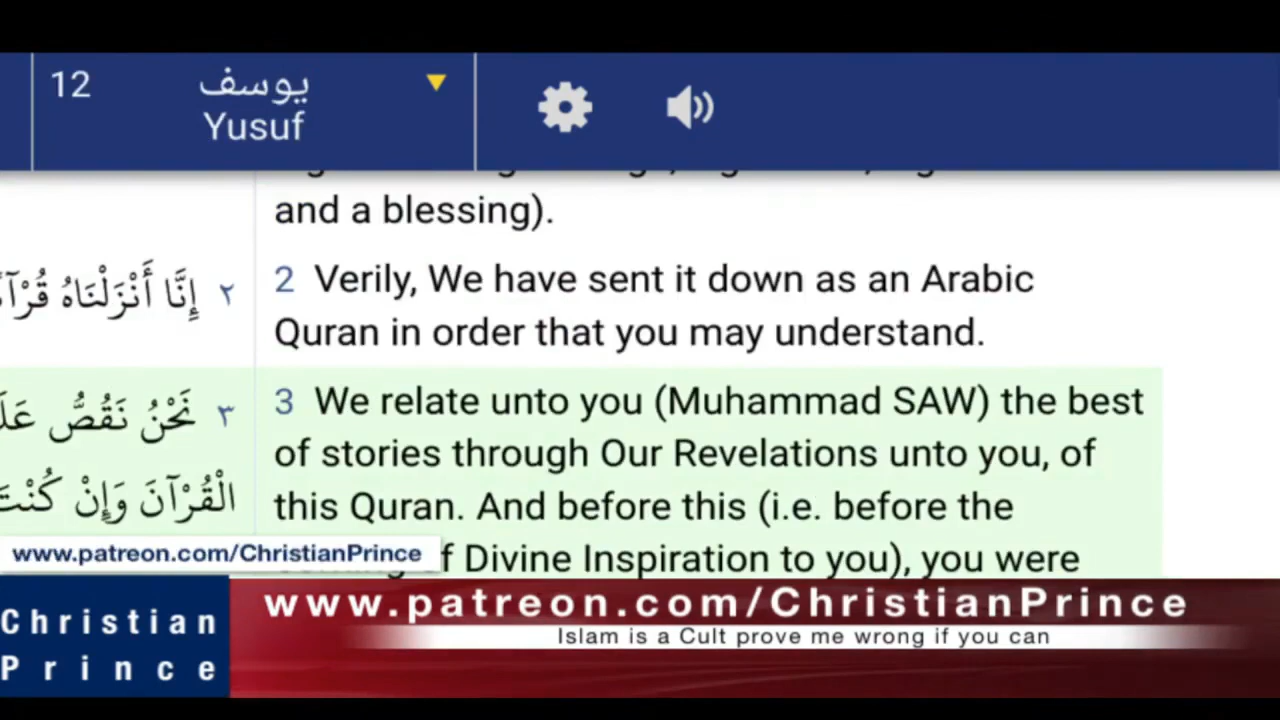 12
يوسف
Yusuf
and a blessing).
2 Verily, We have sent it down as an Arabic
Quran in order that you may understand.
٢ إِنَّا أَنْزَلْنَاهُ
3 We relate unto you (Muhammad SAW) the best
of stories through Our Revelations unto you, of
this Quran. And before this (i.e. before the
f Divine Inspiration to you), you were
٣ نَحْنُ نَقُصُّ
الْقُرْآنَ وَإِنْ
www.patreon.com/ChristianPrince
Christian
Prince
www.patreon.com/ChristianPrince
Islam is a Cult prove me wrong if you can